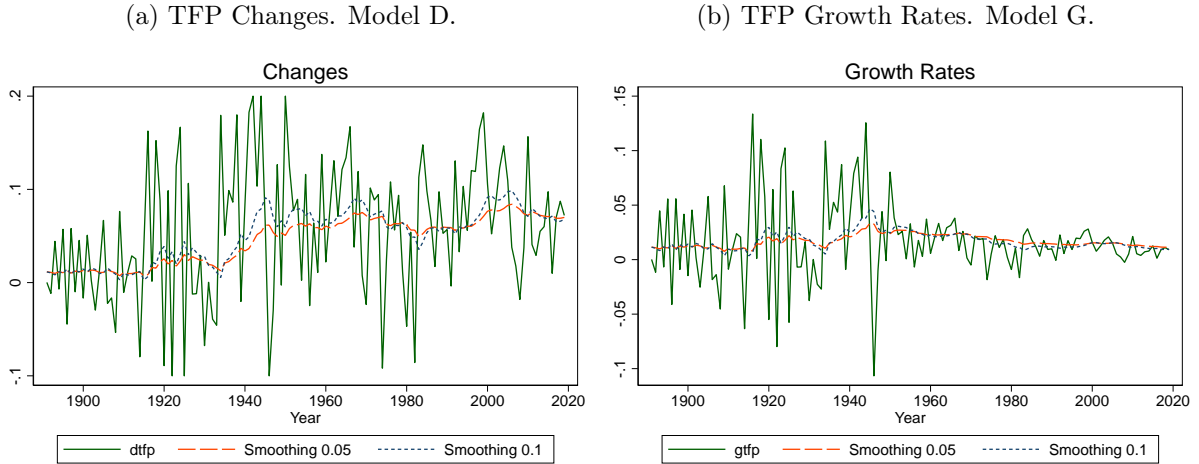 (a) TFP Changes. Model D.
Changes
.2
.1
0
-.1
1900 1920 1940 1960 1980 2000 2020
Year
dtfp Smoothing 0.05 Smoothing 0.1
(b) TFP Growth Rates. Model G.
Growth Rates
.15
.1
.05
0
-.05
-.1
1900 1920 1940 1960 1980 2000 2020
Year
gtfp Smoothing 0.05 Smoothing 0.1